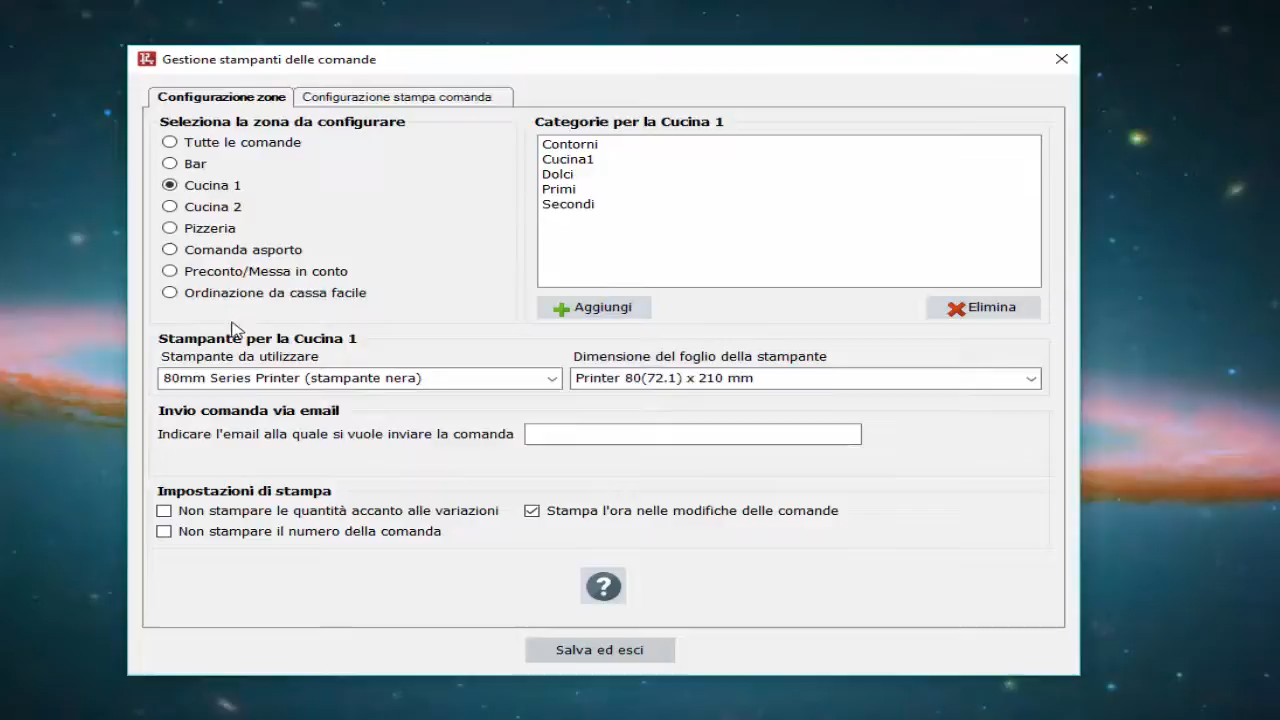 Gestione stampanti delle comande
Configurazione zone
Configurazione stampa comanda
Seleziona la zona da configurare
Tutte le comande
Bar
Cucina 1
Cucina 2
Pizzeria
Comanda asporto
Preconto/Messa in conto
Ordinazione da cassa facile
Categorie per la Cucina 1
Contorni
Cucina1
Dolci
Primi
Secondi
Aggiungi
Elimina
Stampante per la Cucina 1
Stampante da utilizzare
80mm Series Printer (stampante nera)
Dimensione del foglio della stampante
Printer 80(72.1) x 210 mm
Invio comanda via email
Indicare l'email alla quale si vuole inviare la comanda
Impostazioni di stampa
Non stampare le quantità accanto alle variazioni
Stampa l'ora nelle modifiche delle comande
Non stampare il numero della comanda
?
Salva ed esci